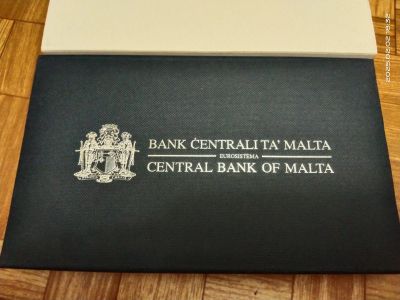 BANK ĊENTRALI TA' MALTA
EUROSISTEMA
CENTRAL BANK OF MALTA